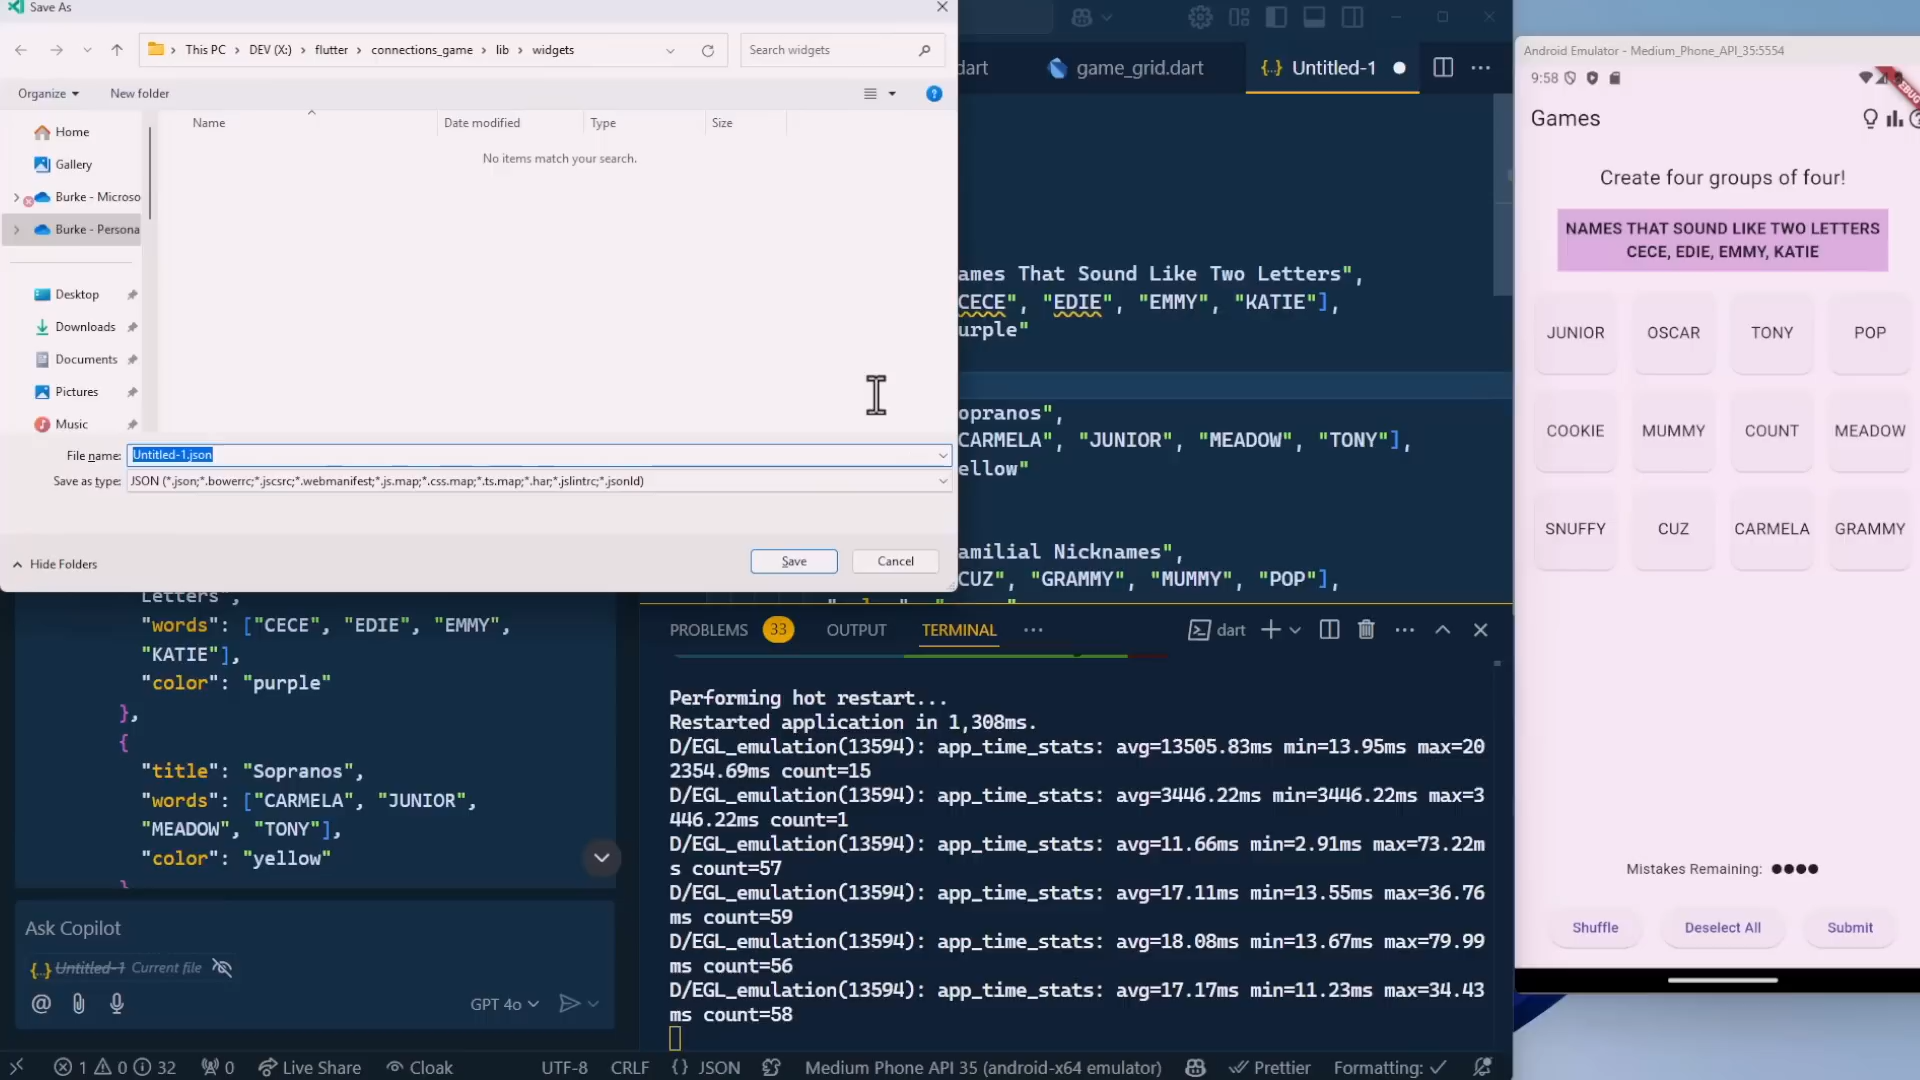 Save As
This PC > DEV (X:) > flutter > connections_game > lib > widgets
Search widgets
Organize
New folder
Name
Date modified
Type
Size
No items match your search.
Home
Gallery
Burke - Microso
Burke - Persona
Desktop
Downloads
Documents
Pictures
Music
File name: Untitled-1.json
Save as type: JSON (*.json;*.bowerrc;*.jscsrc;*.webmanifest;*.js.map;*.css.map;*.ts.map;*.har;*.jslintrc;*.jsonld)
Hide Folders
Save
Cancel
dart
game_grid.dart
{..} Untitled-1
ames That Sound Like Two Letters",
CECE", "EDIE", "EMMY", "KATIE"],
urple"
opranos",
CARMELA", "JUNIOR", "MEADOW", "TONY"],
ellow"
amilial Nicknames",
CUZ", "GRAMMY", "MUMMY", "POP"],
Letters",
"words": ["CECE", "EDIE", "EMMY",
"KATIE"],
"color": "purple"
},
{
"title": "Sopranos",
"words": ["CARMELA", "JUNIOR",
"MEADOW", "TONY"],
"color": "yellow"
Ask Copilot
{..} Untitled-1 Current file
@
GPT 4o
PROBLEMS 33
OUTPUT
TERMINAL
dart
Performing hot restart...
Restarted application in 1,308ms.
D/EGL_emulation(13594): app_time_stats: avg=13505.83ms min=13.95ms max=20
2354.69ms count=15
D/EGL_emulation(13594): app_time_stats: avg=3446.22ms min=3446.22ms max=3
446.22ms count=1
D/EGL_emulation(13594): app_time_stats: avg=11.66ms min=2.91ms max=73.22m
s count=57
D/EGL_emulation(13594): app_time_stats: avg=17.11ms min=13.55ms max=36.76
ms count=59
D/EGL_emulation(13594): app_time_stats: avg=18.08ms min=13.67ms max=79.99
ms count=56
D/EGL_emulation(13594): app_time_stats: avg=17.17ms min=11.23ms max=34.43
ms count=58
1 0 32
0
Live Share
Cloak
UTF-8
CRLF
{} JSON
Medium Phone API 35 (android-x64 emulator)
Prettier
Formatting:
Android Emulator - Medium_Phone_API_35:5554
9:58
Games
Create four groups of four!
NAMES THAT SOUND LIKE TWO LETTERS
CECE, EDIE, EMMY, KATIE
JUNIOR OSCAR TONY POP
COOKIE MUMMY COUNT MEADOW
SNUFFY CUZ CARMELA GRAMMY
Mistakes Remaining:
Shuffle
Deselect All
Submit